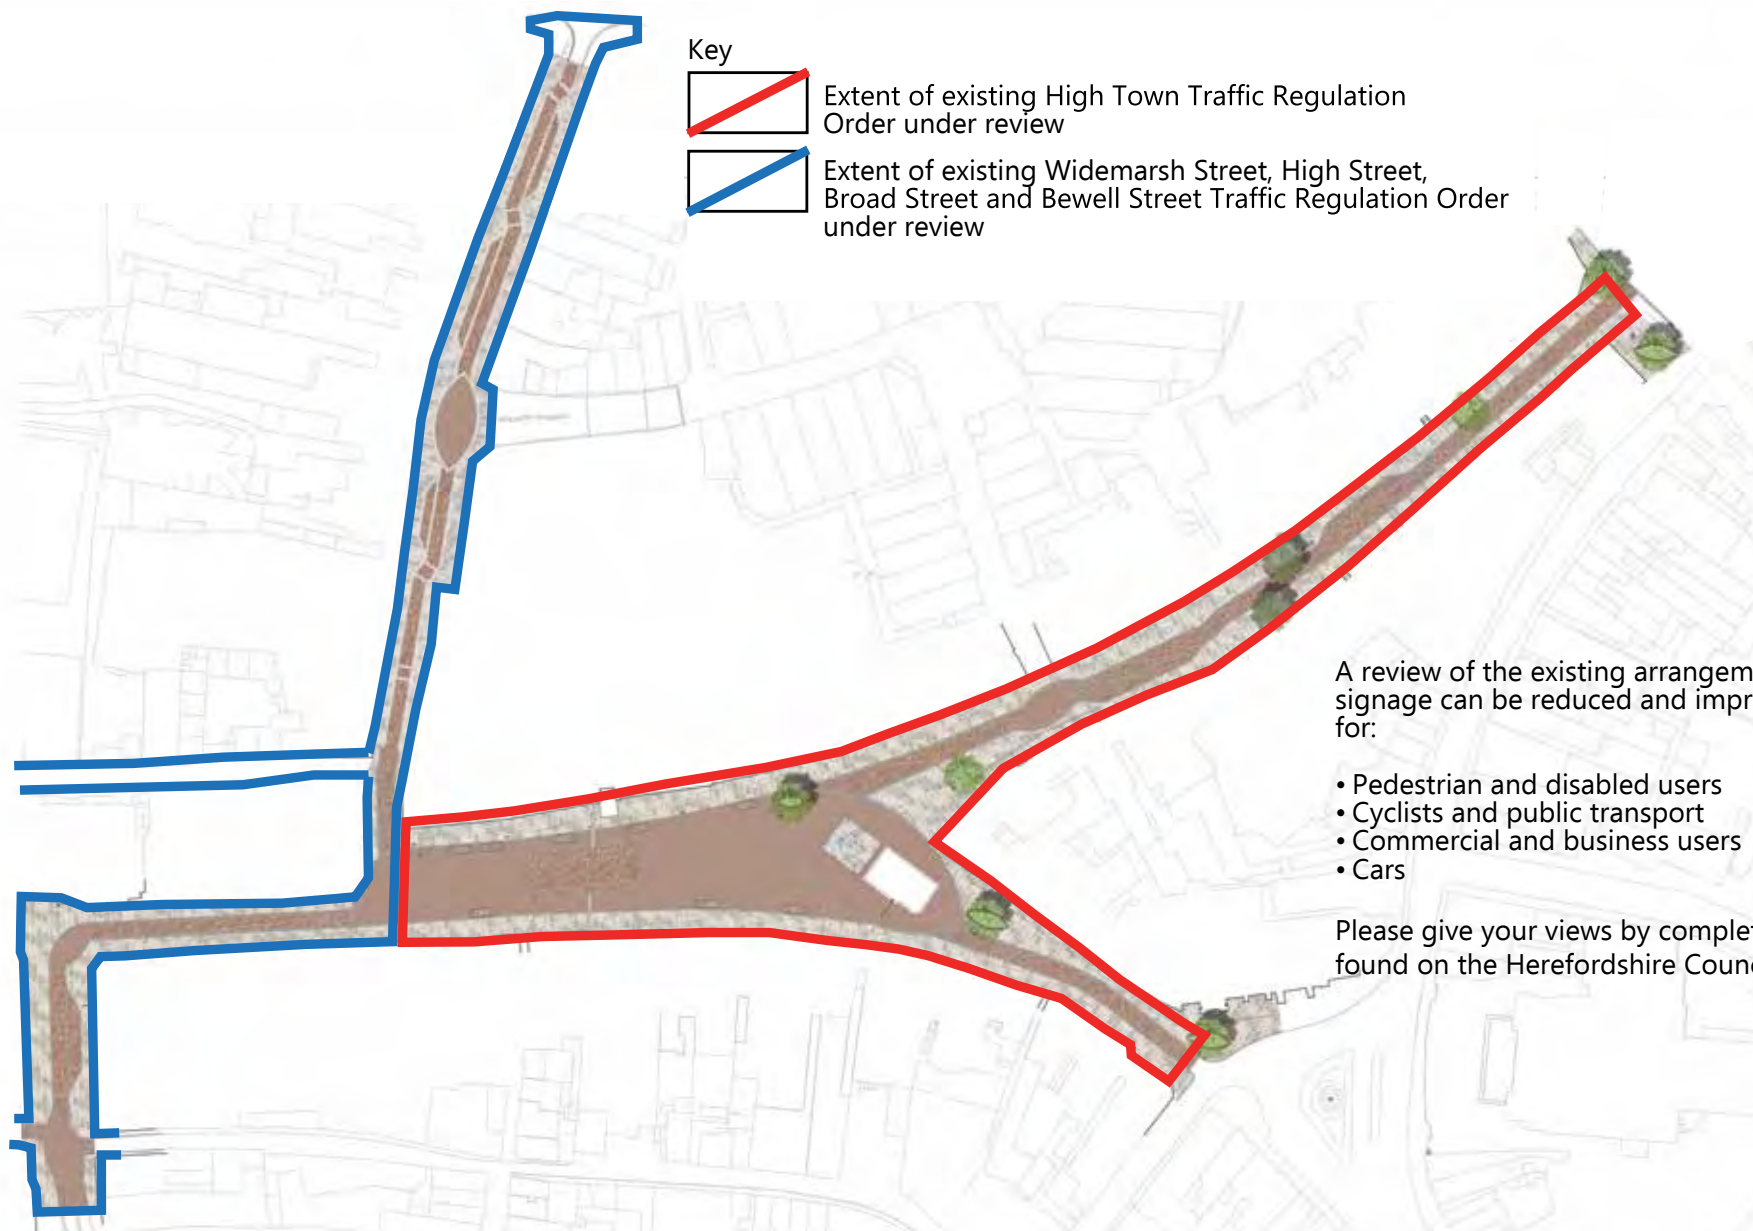 Key
Extent of existing High Town Traffic Regulation
Order under review
Extent of existing Widemarsh Street, High Street,
Broad Street and Bewell Street Traffic Regulation Order
under review
A review of the existing arrangem
signage can be reduced and impr
for:
• Pedestrian and disabled users
• Cyclists and public transport
• Commercial and business users
• Cars
Please give your views by complet
found on the Herefordshire Counc